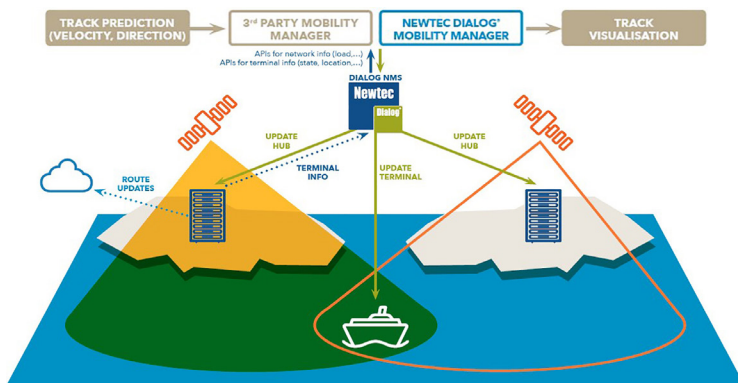 TRACK PREDICTION
(VELOCITY, DIRECTION)
3rd PARTY MOBILITY
MANAGER
NEWTEC DIALOG®
MOBILITY MANAGER
TRACK
VISUALISATION
APIs for network info (load,...)
APIs for terminal info (state, location,...)
DIALOG NMS
Newtec
Dialog®
UPDATE
HUB
TERMINAL
INFO
UPDATE
TERMINAL
UPDATE
HUB
ROUTE
UPDATES